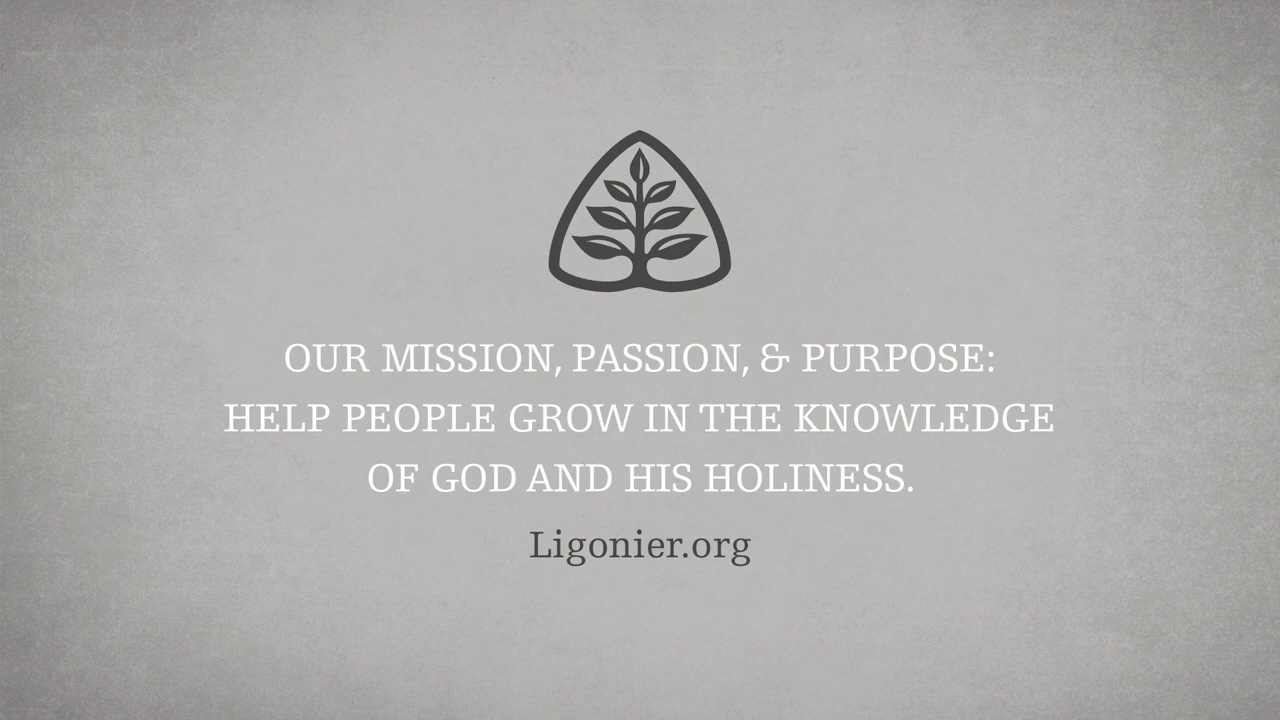 OUR MISSION, PASSION, & PURPOSE:
HELP PEOPLE GROW IN THE KNOWLEDGE
OF GOD AND HIS HOLINESS.
Ligonier.org